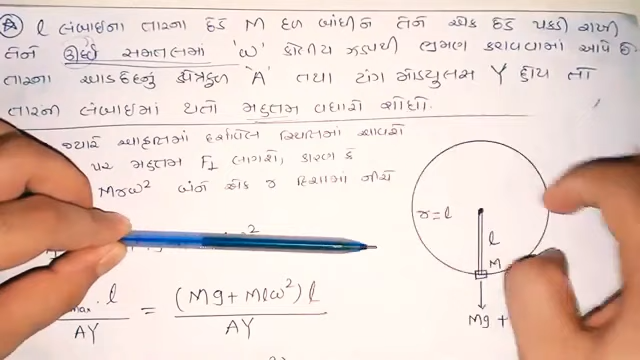 l લંબાઈના તારના છેડે M દળ બાંધીને તેને એક છેડે પકડી રાખી
તેને ઊર્ધ્વ સમતલમાં 'ω' કોણીય ઝડપથી ભ્રમણ કરાવવામાં આવે છે.
તારના આડછેદનું ક્ષેત્રફળ 'A' તથા યંગ મોડ્યુલસ Y હોય તો
તારની લંબાઈમાં થતો મહત્તમ વધારો શોધો.
જ્યારે આકૃતિમાં દર્શાવેલ સ્થિતિમાં આવશે
પર મહત્તમ F⊥ લાગશે, કારણ કે
Mrω² બંને એક જ દિશામાં નીચે
r = l
l
M
Mg +
max · l / AY = (Mg + Mlω²) l / AY